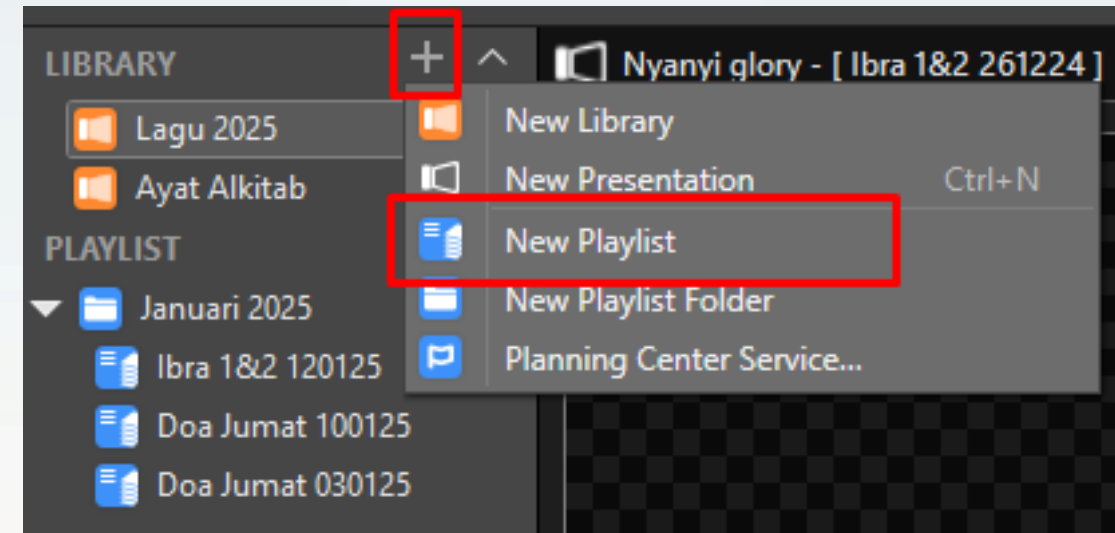 LIBRARY
Lagu 2025
Ayat Alkitab
PLAYLIST
Januari 2025
Ibra 1&2 120125
Doa Jumat 100125
Doa Jumat 030125
Nyanyi glory - [ Ibra 1&2 261224 ]
New Library
New Presentation Ctrl+N
New Playlist
New Playlist Folder
Planning Center Service...